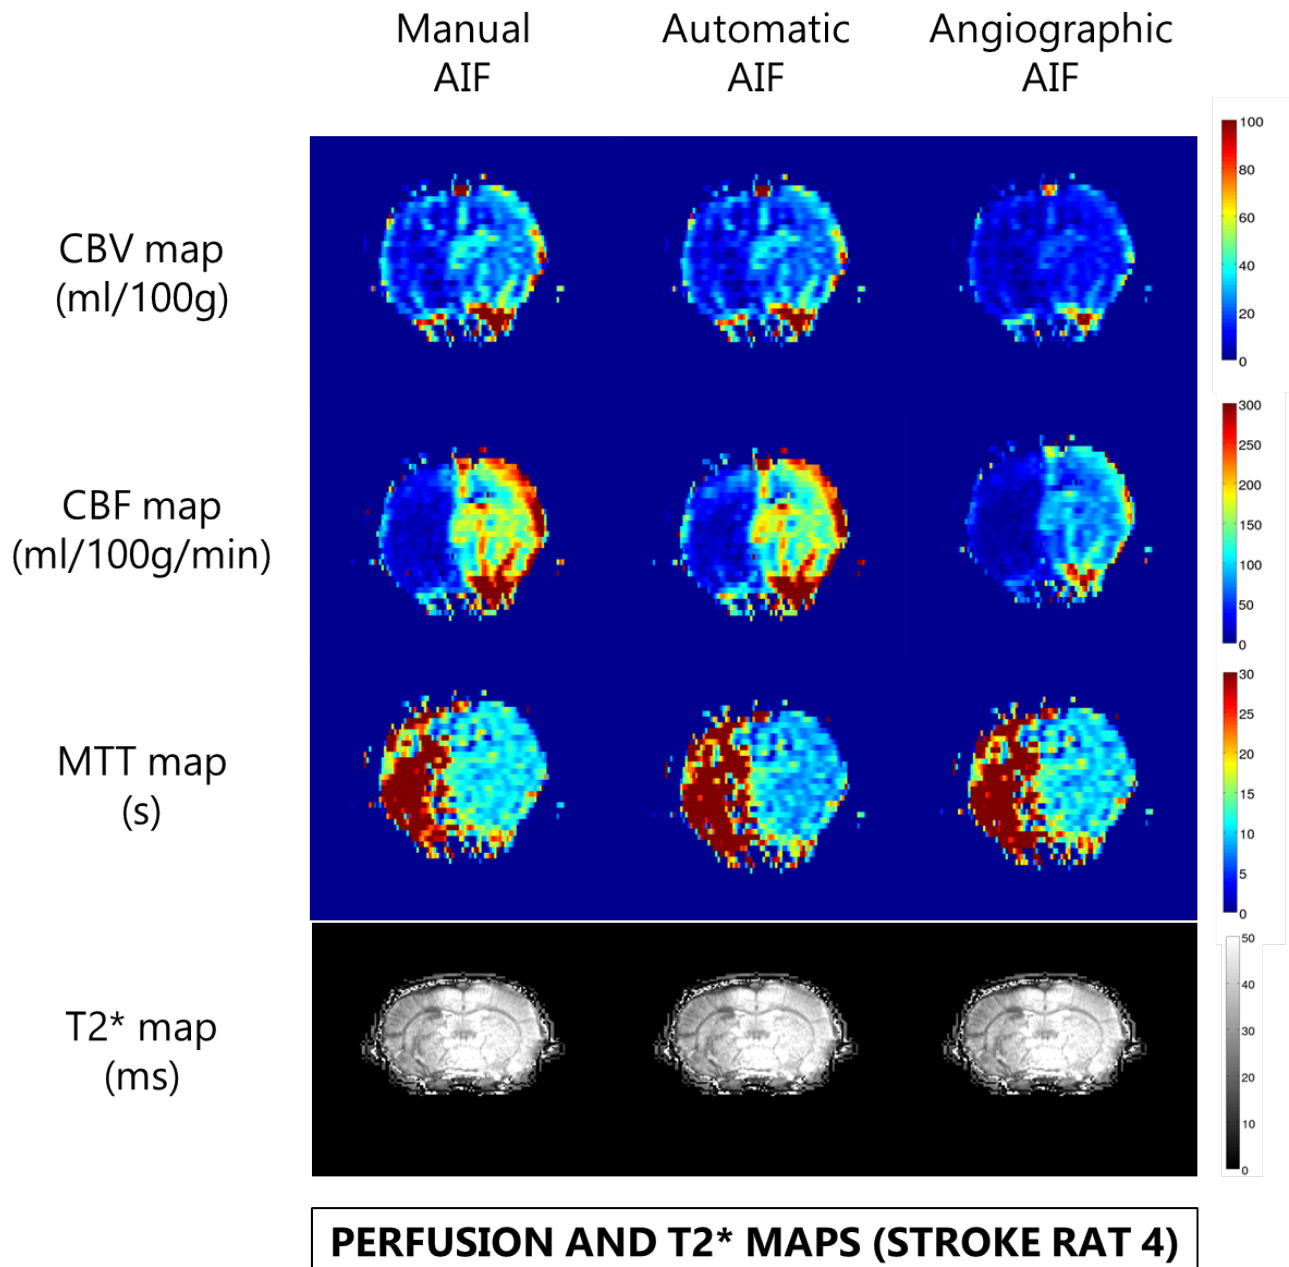 Manual Automatic Angiographic
AIF AIF AIF
CBV map
(ml/100g)
100
80
60
40
20
0
CBF map
(ml/100g/min)
300
250
200
150
100
50
0
MTT map
(s)
30
25
20
15
10
5
0
T2* map
(ms)
50
40
30
20
10
0
PERFUSION AND T2* MAPS (STROKE RAT 4)